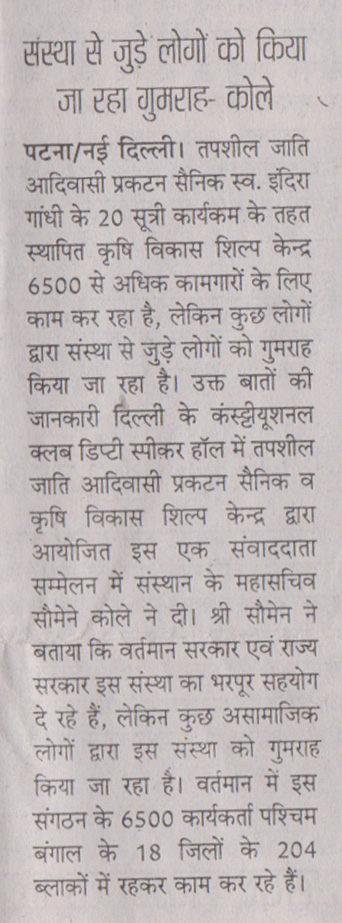 संस्था से जुड़े लोगों को किया
जा रहा गुमराह- कोले
पटना/नई दिल्ली। तपशील जाति
आदिवासी प्रकटन सैनिक स्व. इंदिरा
गांधी के 20 सूत्री कार्यकम के तहत
स्थापित कृषि विकास शिल्प केन्द्र
6500 से अधिक कामगारों के लिए
काम कर रहा है, लेकिन कुछ लोगों
द्वारा संस्था से जुड़े लोगों को गुमराह
किया जा रहा है। उक्त बातों की
जानकारी दिल्ली के कंस्ट्रीयूशनल
क्लब डिप्टी स्पीकर हॉल में तपशील
जाति आदिवासी प्रकटन सैनिक व
कृषि विकास शिल्प केन्द्र द्वारा
आयोजित इस एक संवाददाता
सम्मेलन में संस्थान के महासचिव
सौमेने कोले ने दी। श्री सौमेन ने
बताया कि वर्तमान सरकार एवं राज्य
सरकार इस संस्था का भरपूर सहयोग
दे रहे हैं, लेकिन कुछ असामाजिक
लोगों द्वारा इस संस्था को गुमराह
किया जा रहा है। वर्तमान में इस
संगठन के 6500 कार्यकर्ता पश्चिम
बंगाल के 18 जिलों के 204
ब्लाकों में रहकर काम कर रहे हैं।